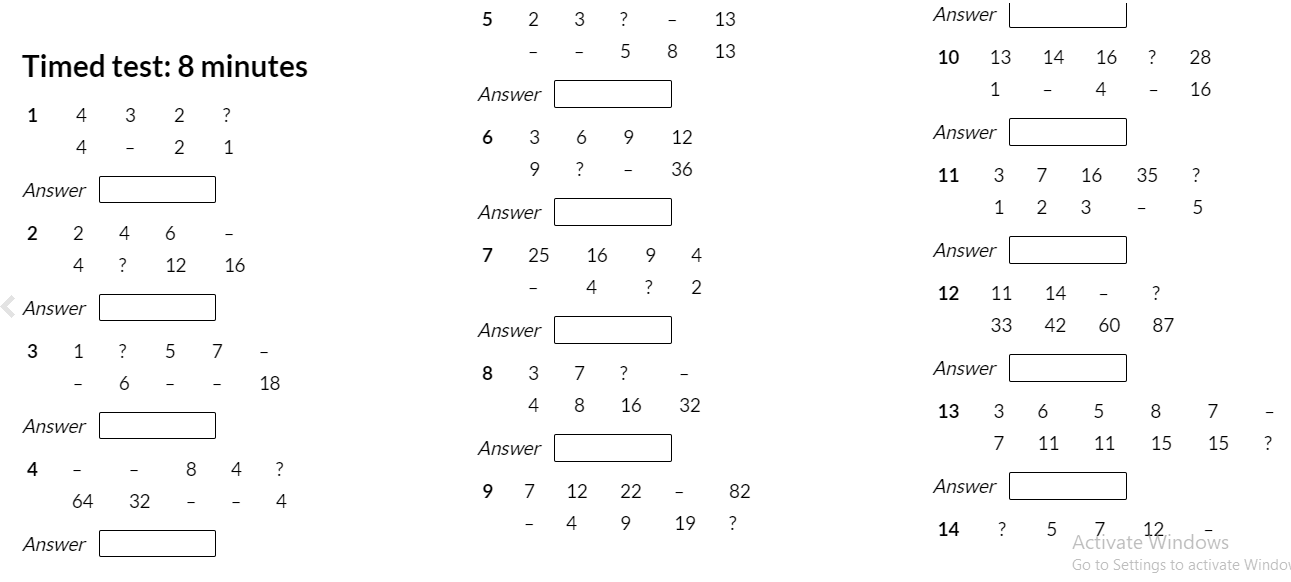 Timed test: 8 minutes
1 4 3 2 ?
4 – 2 1
Answer
2 2 4 6 –
4 ? 12 16
Answer
3 1 ? 5 7 –
– 6 – – 18
Answer
4 – – 8 4 ?
64 32 – – 4
Answer
5 2 3 ? – 13
– – 5 8 13
Answer
6 3 6 9 12
9 ? – 36
Answer
7 25 16 9 4
– 4 ? 2
Answer
8 3 7 ? –
4 8 16 32
Answer
9 7 12 22 – 82
– 4 9 19 ?
Answer
10 13 14 16 ? 28
1 – 4 – 16
Answer
11 3 7 16 35 ?
1 2 3 – 5
Answer
12 11 14 – ?
33 42 60 87
Answer
13 3 6 5 8 7 –
7 11 11 15 15 ?
Answer
14 ? 5 7 12 –
Activate Windows
Go to Settings to activate Windo